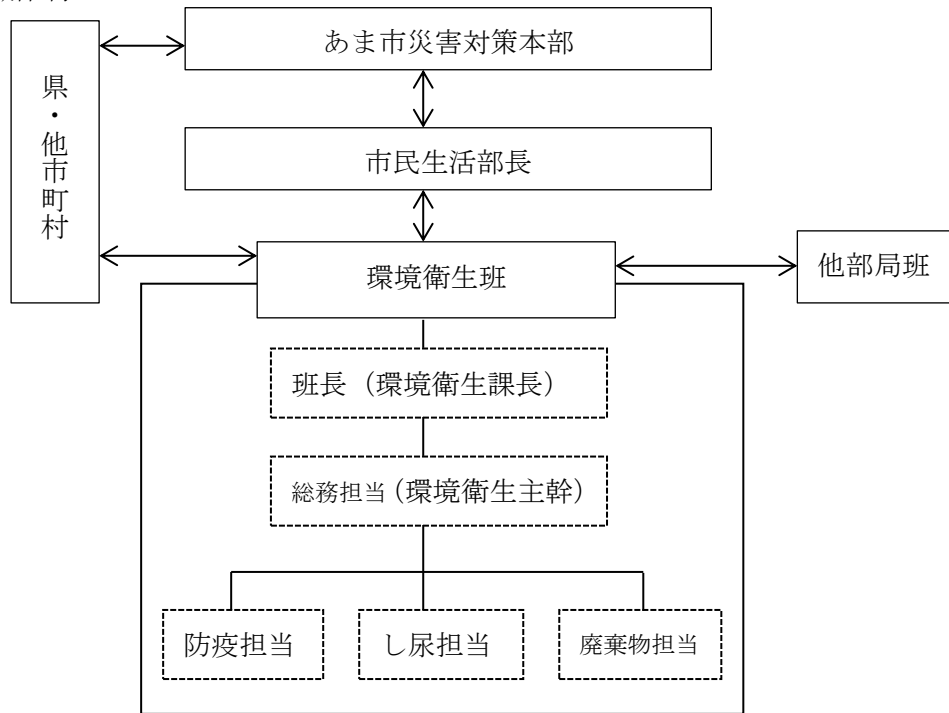 あま市災害対策本部
県・他市町村
市民生活部長
環境衛生班
他部局班
班長（環境衛生課長）
総務担当（環境衛生主幹）
防疫担当
し尿担当
廃棄物担当